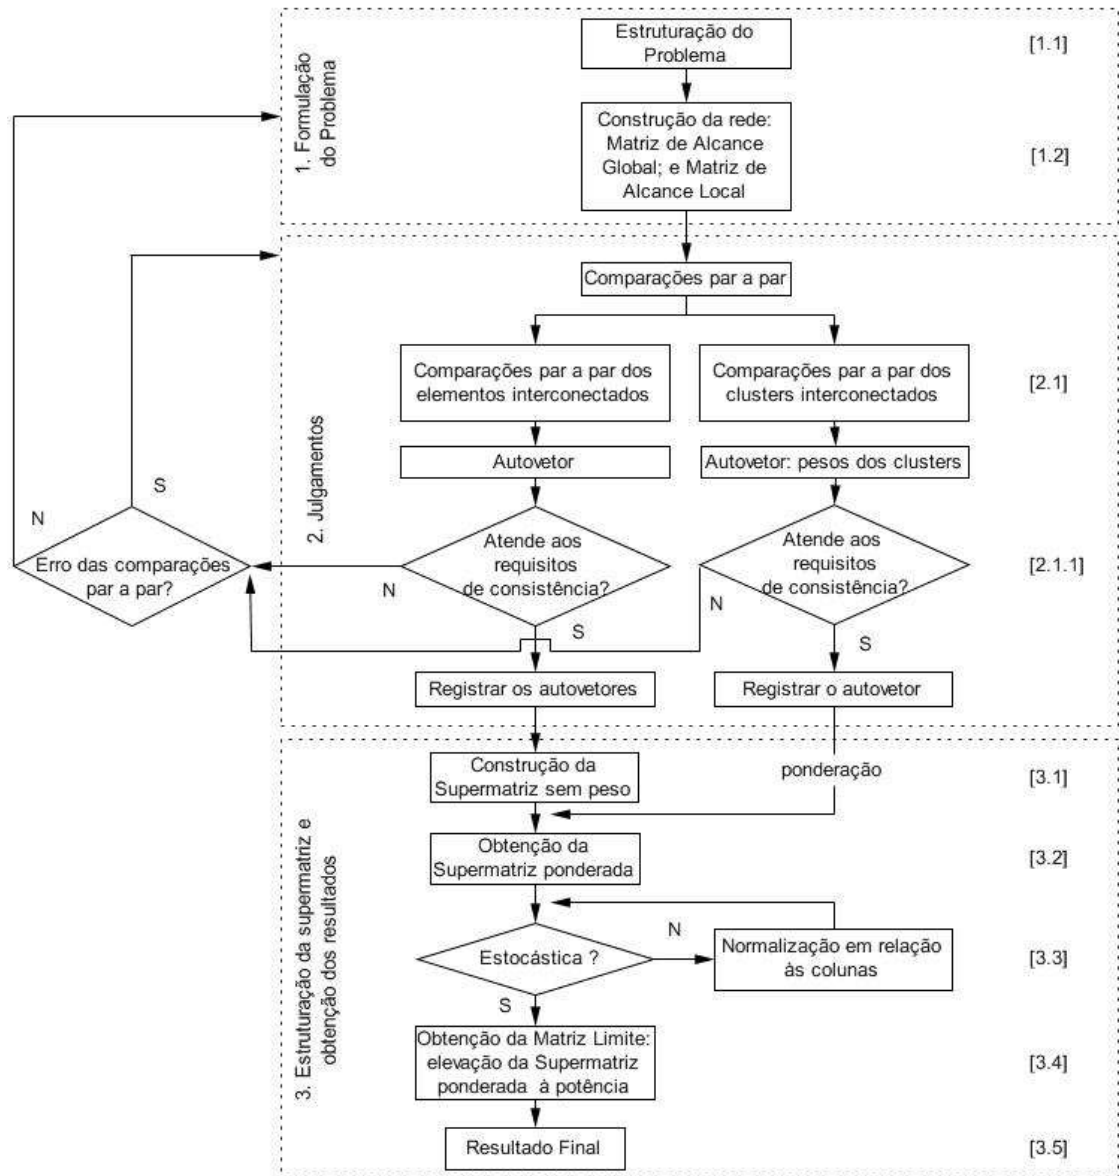 1. Formulação
do Problema
Estruturação do
Problema
[1.1]
Construção da rede:
Matriz de Alcance
Global; e Matriz de
Alcance Local
[1.2]
2. Julgamentos
Comparações par a par
Comparações par a par dos
elementos interconectados
Comparações par a par dos
clusters interconectados
[2.1]
Autovetor
Autovetor: pesos dos clusters
S
N
Erro das comparações
par a par?
Atende aos
requisitos
de consistência?
N
S
Atende aos
requisitos
de consistência?
N
S
[2.1.1]
Registrar os autovetores
Registrar o autovetor
3. Estruturação da supermatriz e
obtenção dos resultados
Construção da
Supermatriz sem peso
ponderação
[3.1]
Obtenção da
Supermatriz ponderada
[3.2]
Estocástica ?
N
S
Normalização em relação
às colunas
[3.3]
Obtenção da Matriz Limite:
elevação da Supermatriz
ponderada à potência
[3.4]
Resultado Final
[3.5]